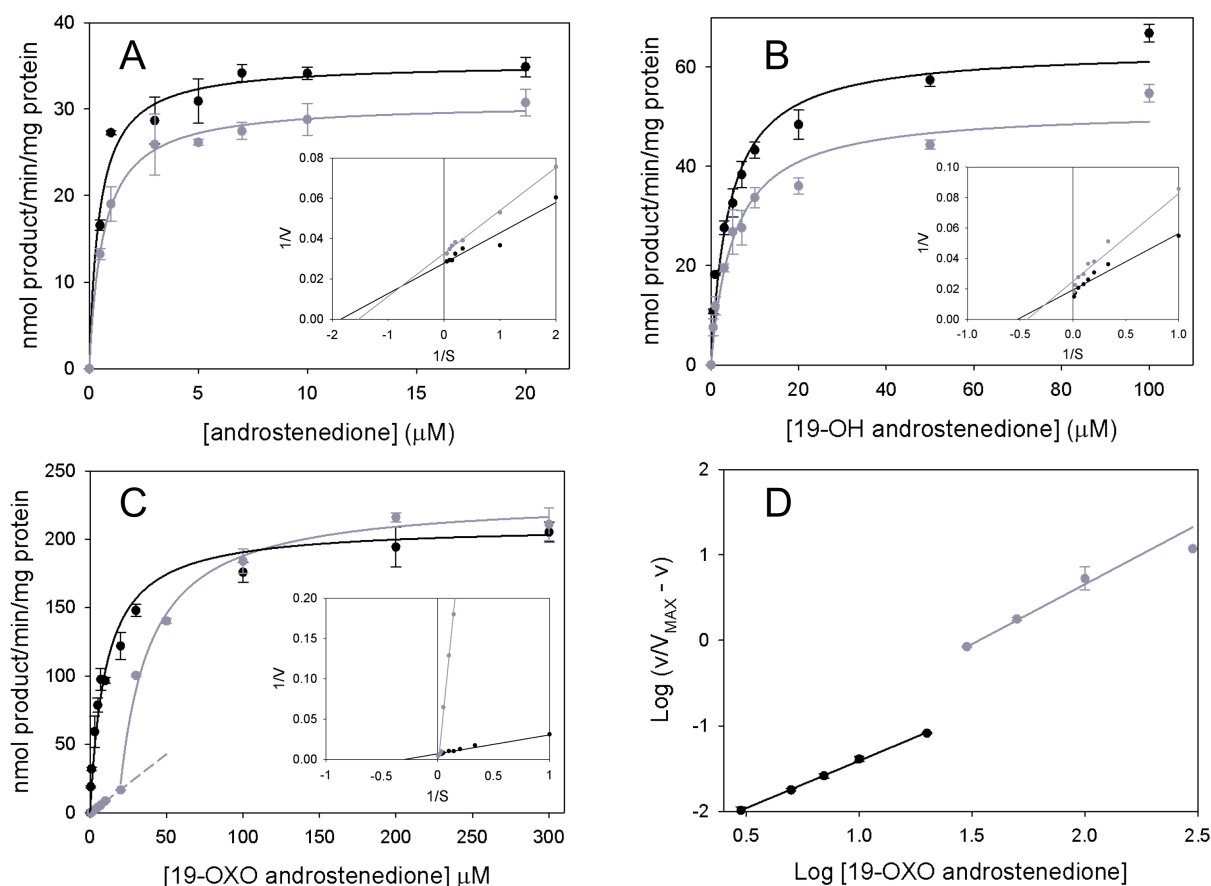 A
nmol product/min/mg protein
40
30
20
10
0
0 5 10 15 20
[androstenedione] (μM)
0.08
0.06
0.04
0.02
0.00
1/V
-2 -1 0 1 2
1/S
B
nmol product/min/mg protein
60
40
20
0
0 20 40 60 80 100
[19-OH androstenedione] (μM)
0.10
0.08
0.06
0.04
0.02
0.00
1/V
-1.0 -0.5 0.0 0.5 1.0
1/S
C
nmol product/min/mg protein
250
200
150
100
50
0
0 50 100 150 200 250 300
[19-OXO androstenedione] μM
0.20
0.15
0.10
0.05
0.00
1/V
-1 -1 0 1 1
1/S
D
Log (v/VMAX - v)
2
1
0
-1
-2
0.5 1.0 1.5 2.0 2.5
Log [19-OXO androstenedione]